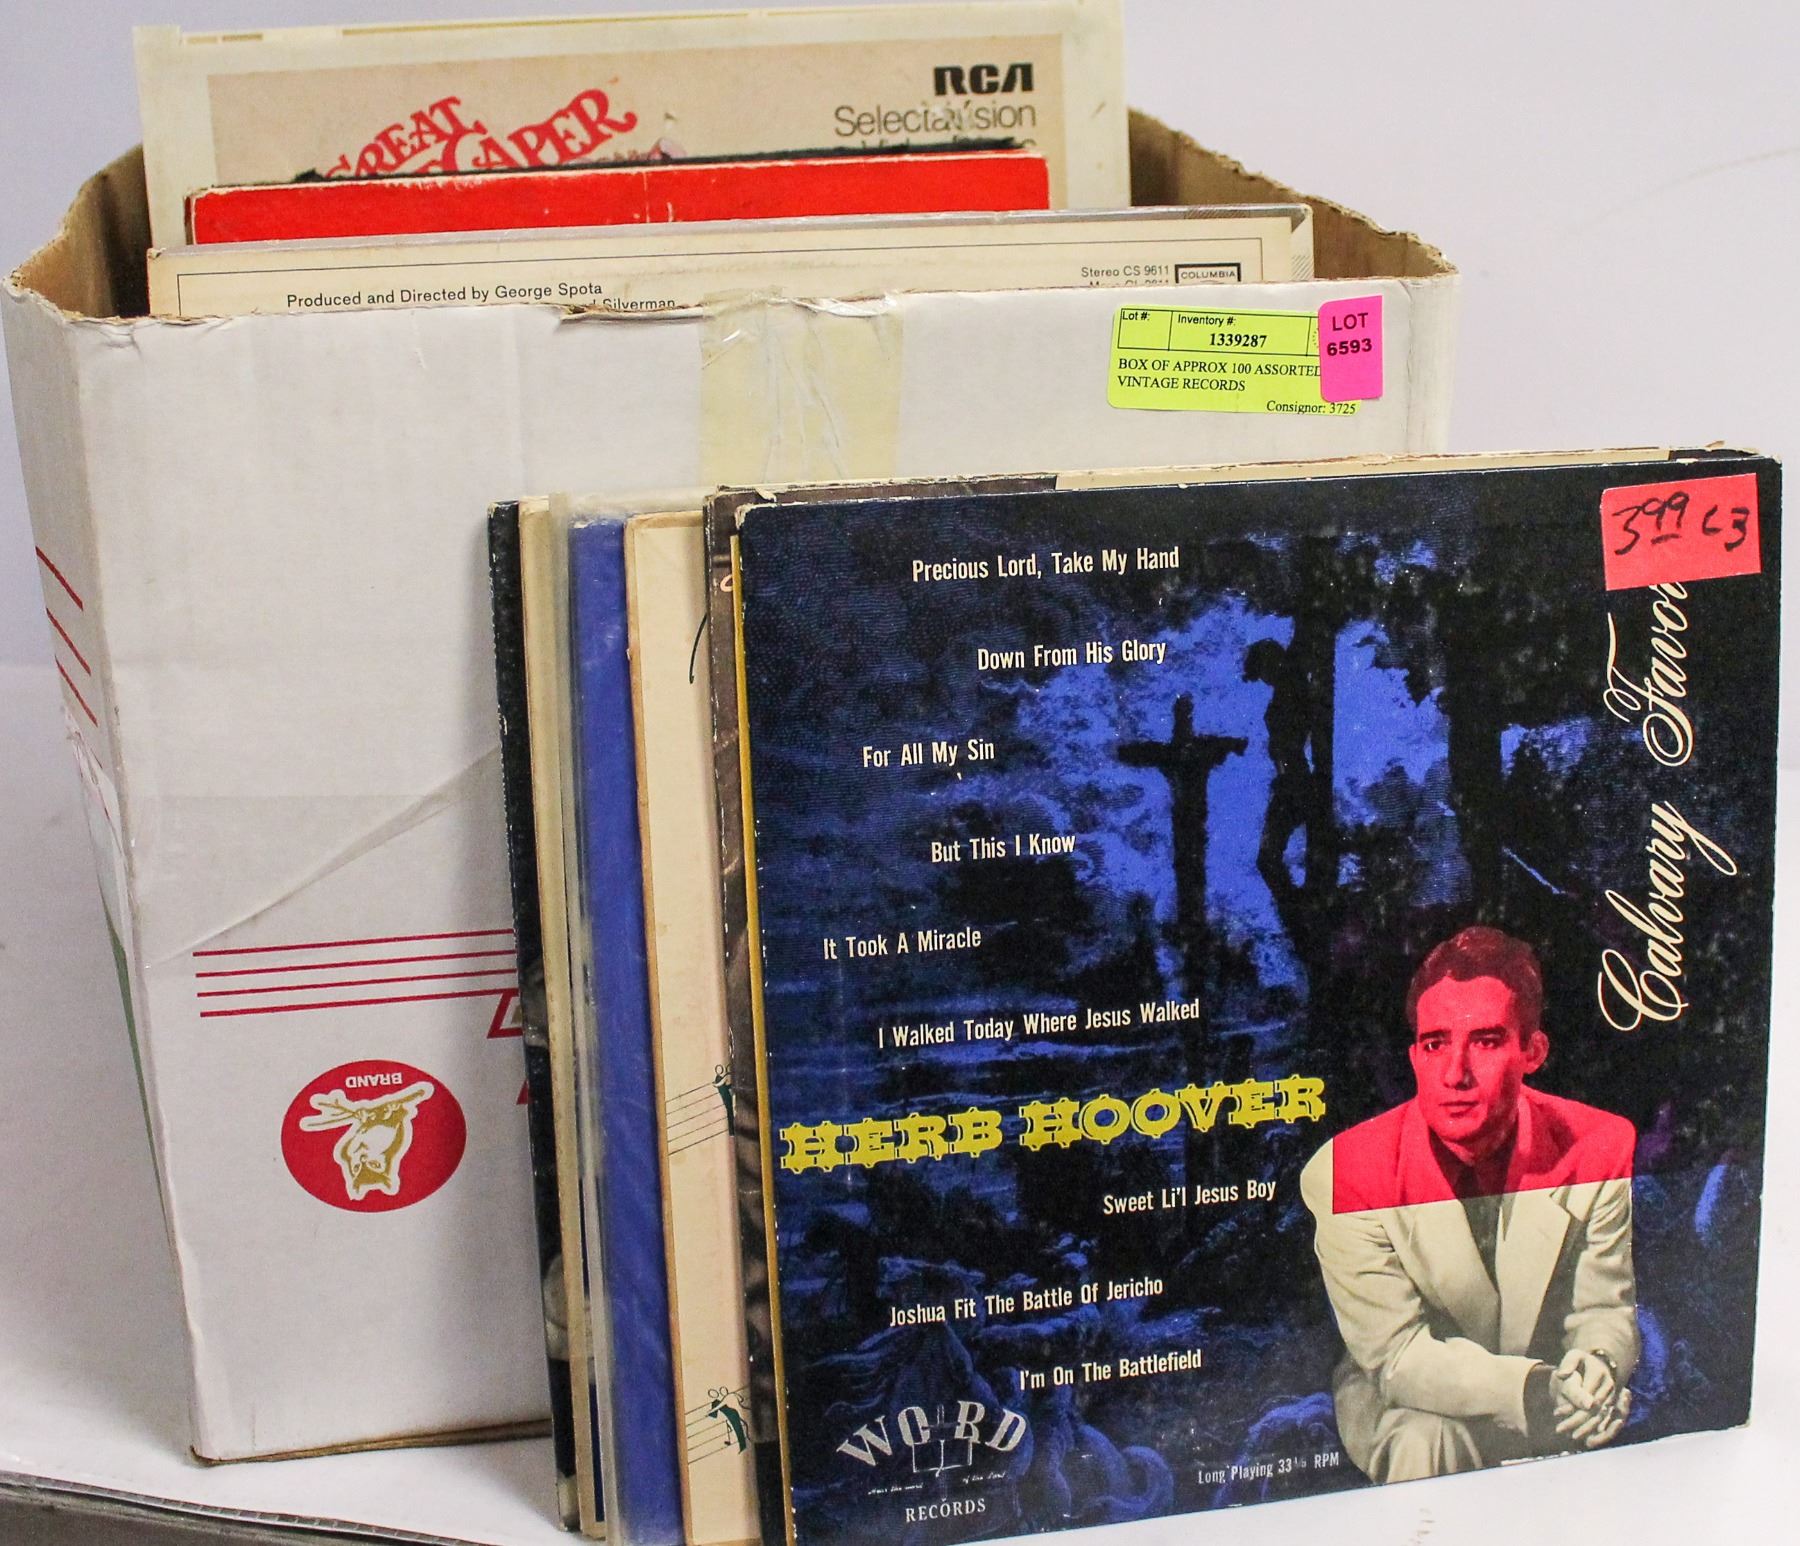 RCA
GREAT
SelectaVision
Produced and Directed by George Spota
Silverman
Stereo CS 9611
COLUMBIA
Lot #:
Inventory #:
1339287
BOX OF APPROX 100 ASSORTED
VINTAGE RECORDS
Consignor: 3725
LOT
6593
BRAND
3.99 C3
Precious Lord, Take My Hand
Down From His Glory
For All My Sin
But This I Know
It Took A Miracle
I Walked Today Where Jesus Walked
HERB HOOVER
Sweet Li'l Jesus Boy
Joshua Fit The Battle Of Jericho
I'm On The Battlefield
Calvary Favor
WORD
RECORDS
Long Playing 33⅓ RPM